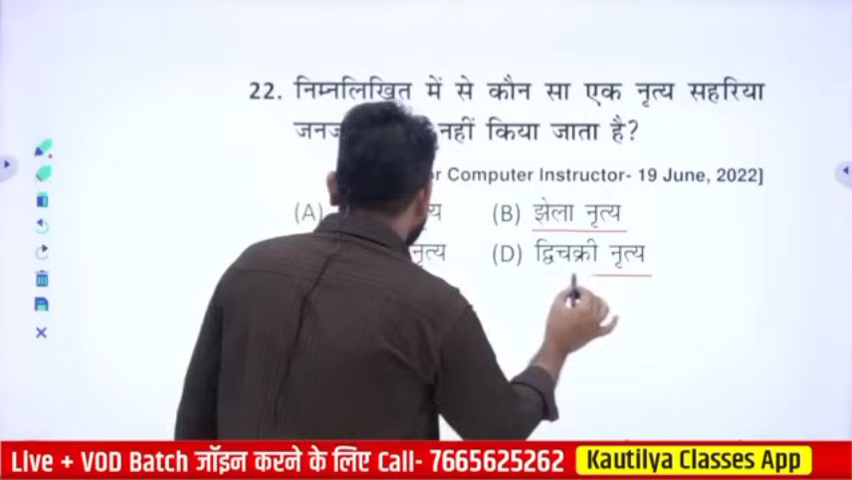 22. निम्नलिखित में से कौन सा एक नृत्य सहरिया
नहीं किया जाता है?
Computer Instructor- 19 June, 2022]
(A) (B) झेला नृत्य
नृत्य (D) द्विचक्री नृत्य
LIve + VOD Batch जॉइन करने के लिए Call- 7665625262 Kautilya Classes App